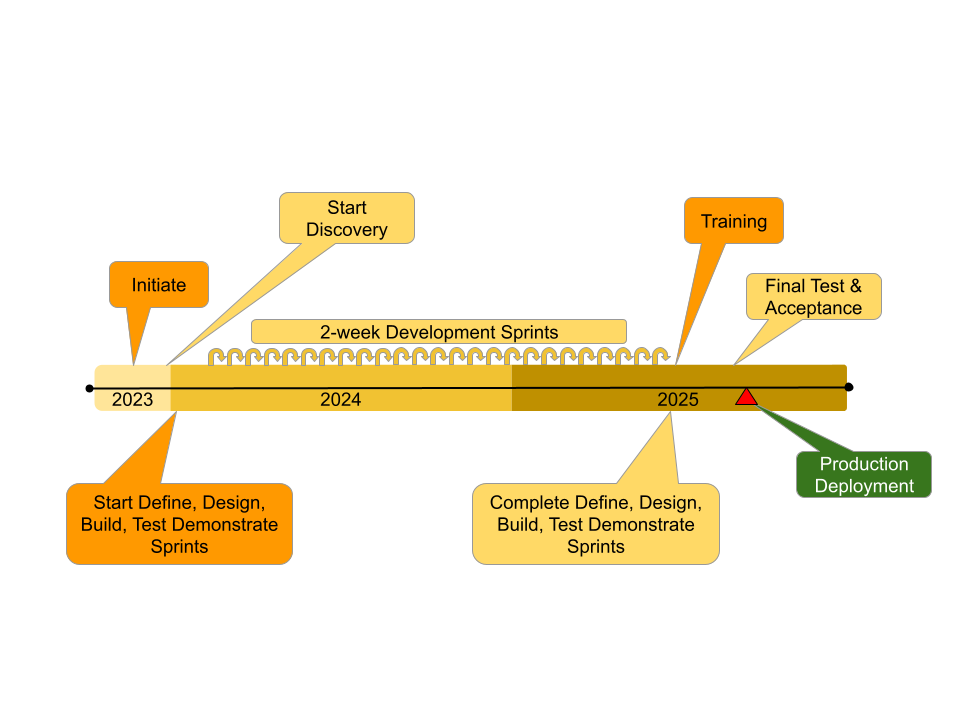 Start
Discovery
Training
Initiate
Final Test &
Acceptance
2-week Development Sprints
2023
2024
2025
Production
Deployment
Start Define, Design,
Build, Test Demonstrate
Sprints
Complete Define, Design,
Build, Test Demonstrate
Sprints